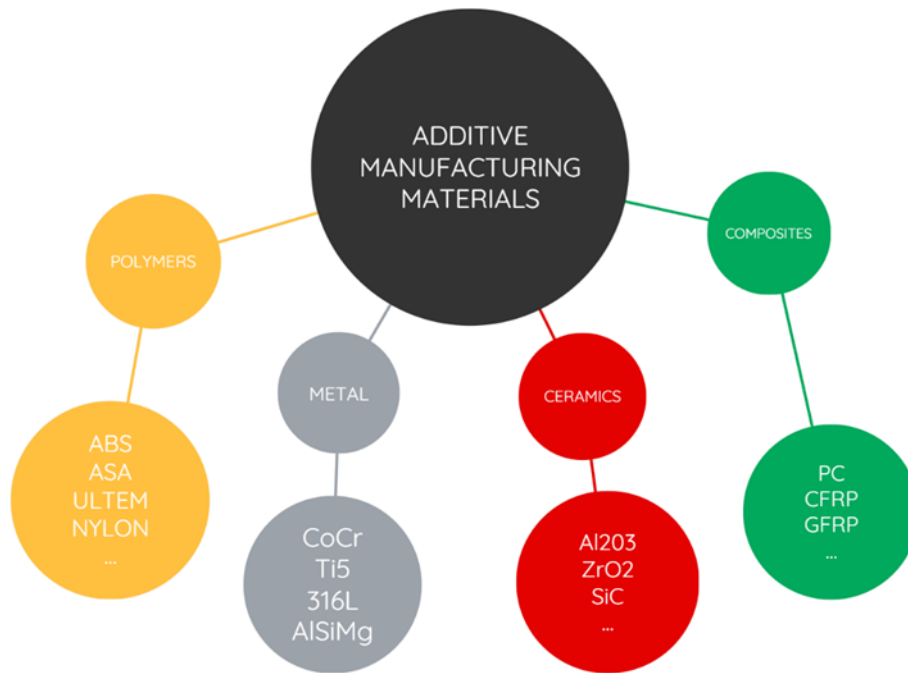 ADDITIVE
MANUFACTURING
MATERIALS
POLYMERS
ABS
ASA
ULTEM
NYLON
...
METAL
CoCr
Ti5
316L
AlSiMg
CERAMICS
Al203
ZrO2
SiC
...
COMPOSITES
PC
CFRP
GFRP
...